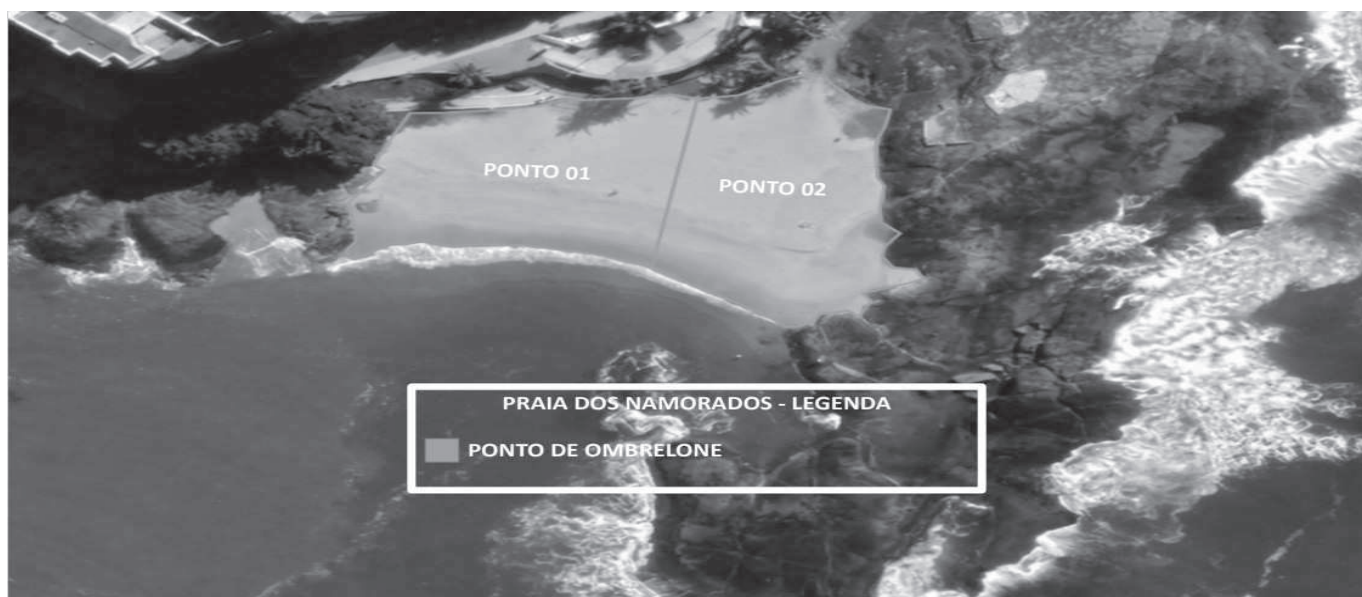 PONTO 01
PONTO 02
PRAIA DOS NAMORADOS - LEGENDA
PONTO DE OMBRELONE